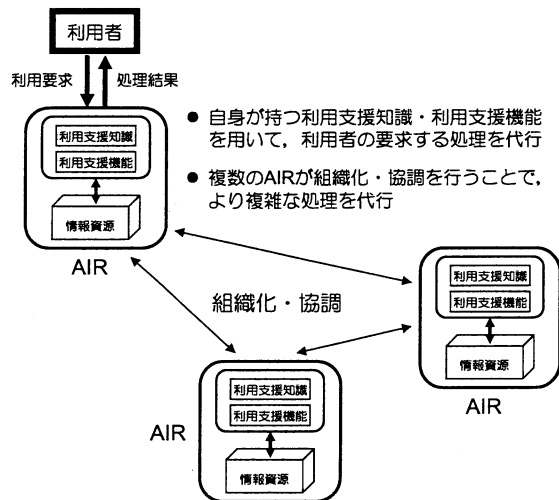 利用者
利用要求
処理結果
利用支援知識
利用支援機能
情報資源
AIR
● 自身が持つ利用支援知識・利用支援機能
を用いて，利用者の要求する処理を代行
● 複数のAIRが組織化・協調を行うことで，
より複雑な処理を代行
組織化・協調
利用支援知識
利用支援機能
情報資源
AIR
利用支援知識
利用支援機能
情報資源
AIR